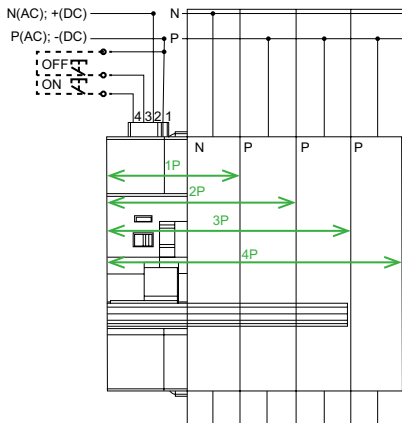 N(AC); +(DC) N
P(AC); -(DC) P
OFF
ON
4 3 2 1
N P P P
1P
2P
3P
4P